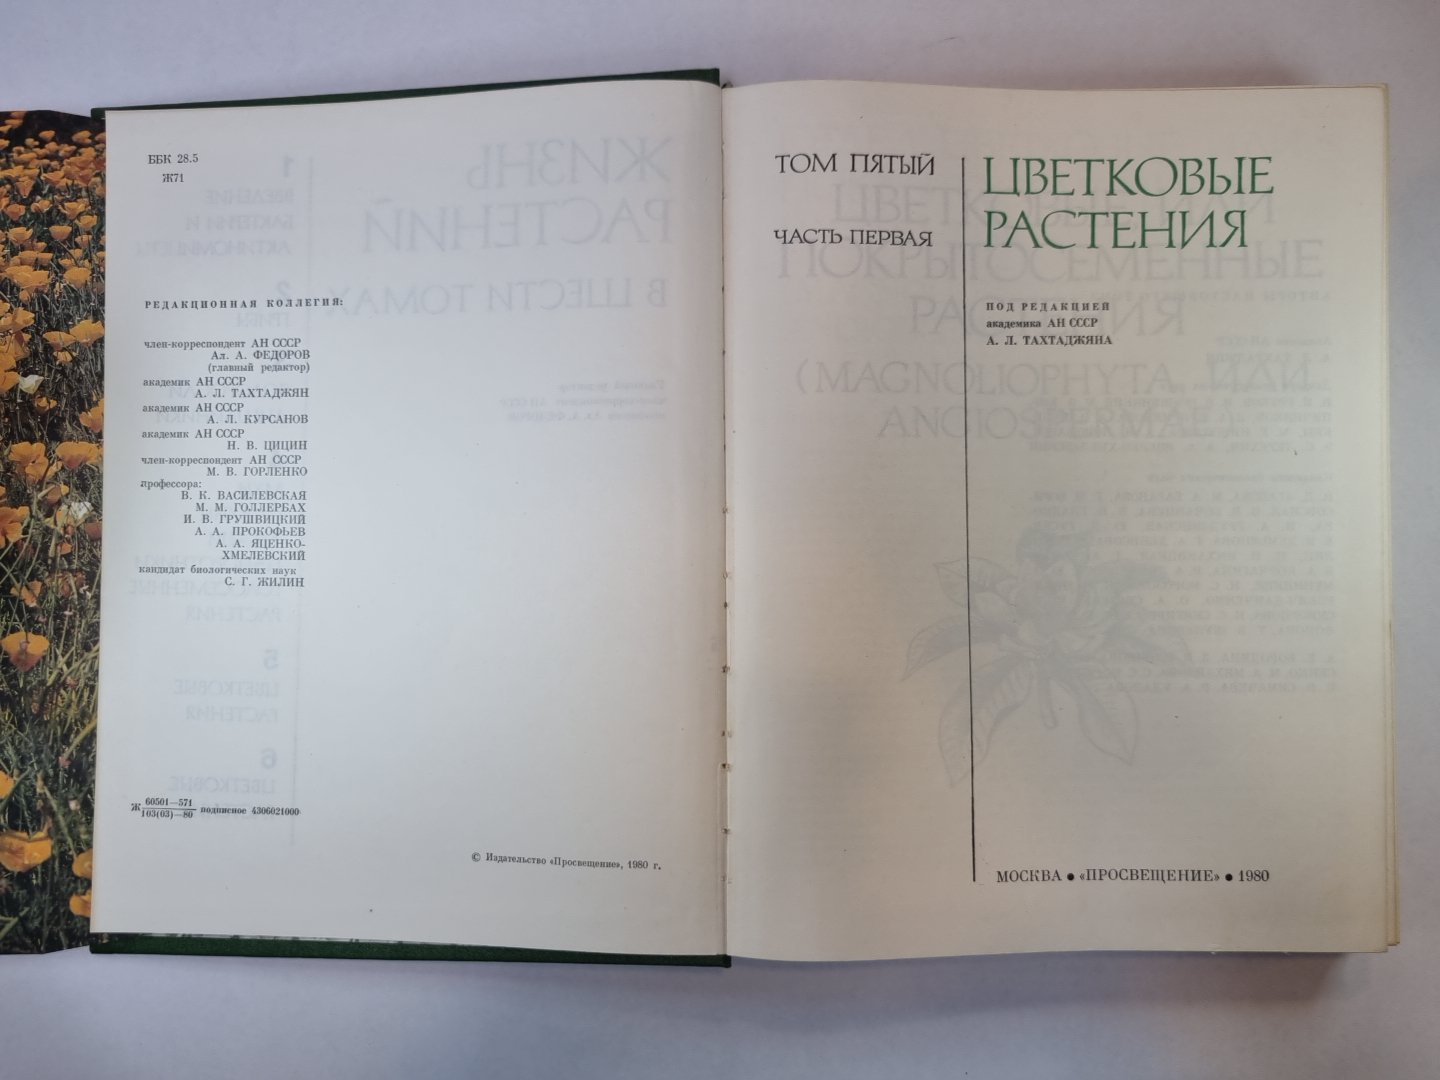 ББК 28.5
Ж71
РЕДАКЦИОННАЯ КОЛЛЕГИЯ:
член-корреспондент АН СССР
Ал. А. ФЕДОРОВ
(главный редактор)
академик АН СССР
А. Л. ТАХТАДЖЯН
академик АН СССР
А. Л. КУРСАНОВ
академик АН СССР
Н. В. ЦИЦИН
член-корреспондент АН СССР
М. В. ГОРЛЕНКО
профессора:
В. К. ВАСИЛЕВСКАЯ
М. М. ГОЛЛЕРБАХ
И. В. ГРУШВИЦКИЙ
А. А. ПРОКОФЬЕВ
А. А. ЯЦЕНКО-
ХМЕЛЕВСКИЙ
кандидат биологических наук
С. Г. ЖИЛИН
Ж 60501—571
103(03)—80 подписное 4306021000
© Издательство «Просвещение», 1980 г.
ТОМ ПЯТЫЙ
ЧАСТЬ ПЕРВАЯ
ЦВЕТКОВЫЕ
РАСТЕНИЯ
ПОД РЕДАКЦИЕЙ
академика АН СССР
А. Л. ТАХТАДЖЯНА
МОСКВА • «ПРОСВЕЩЕНИЕ» • 1980